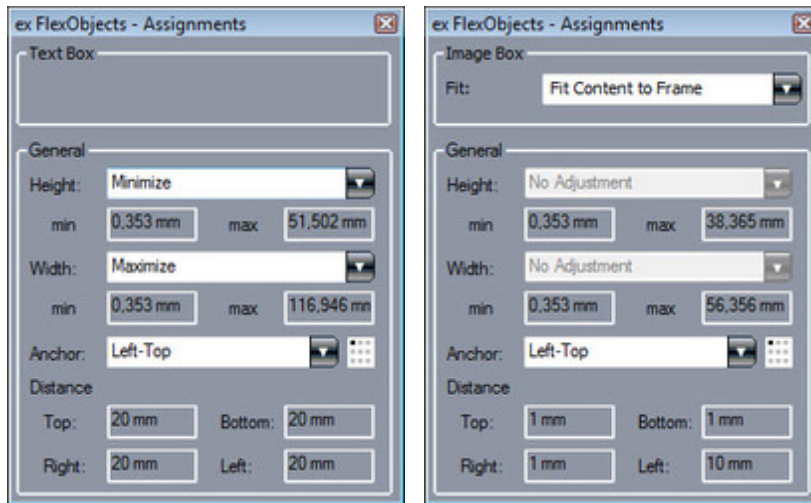 ex FlexObjects - Assignments
Text Box
General
Height: Minimize
min 0,353 mm max 51,502 mm
Width: Maximize
min 0,353 mm max 116,946 mm
Anchor: Left-Top
Distance
Top: 20 mm Bottom: 20 mm
Right: 20 mm Left: 20 mm
ex FlexObjects - Assignments
Image Box
Fit: Fit Content to Frame
General
Height: No Adjustment
min 0,353 mm max 38,365 mm
Width: No Adjustment
min 0,353 mm max 56,356 mm
Anchor: Left-Top
Distance
Top: 1 mm Bottom: 1 mm
Right: 1 mm Left: 10 mm